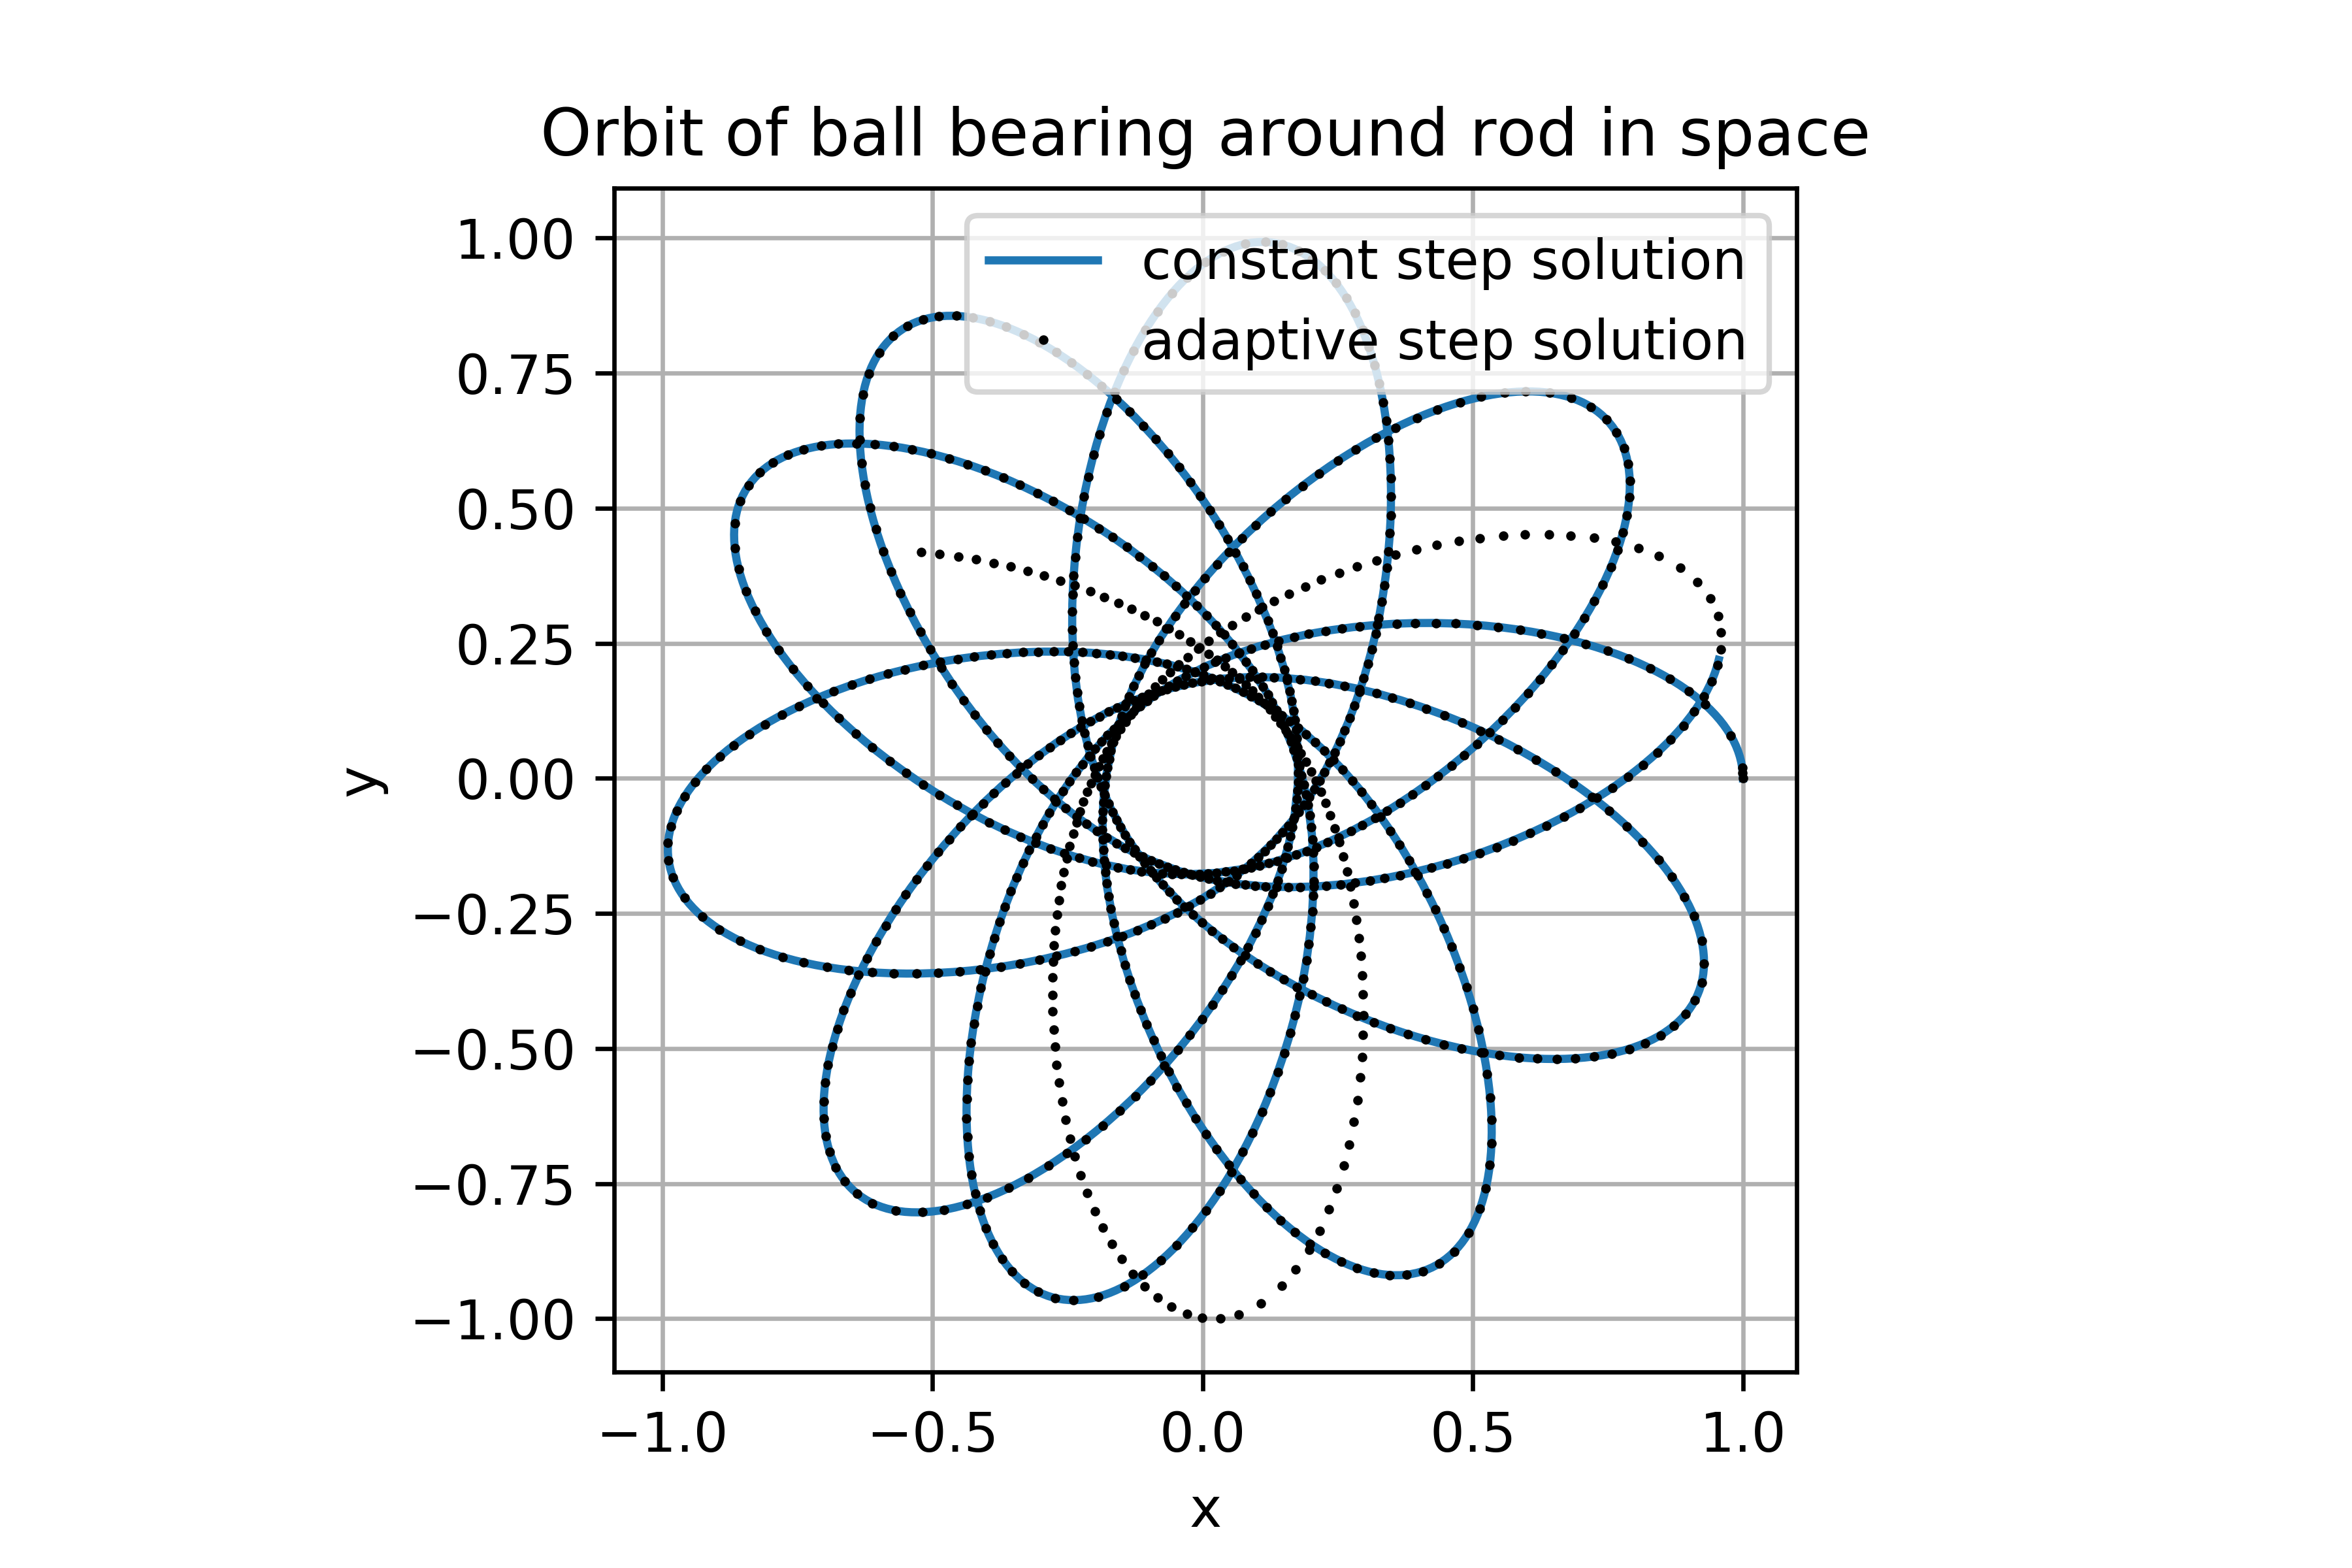 Orbit of ball bearing around rod in space
constant step solution
adaptive step solution
1.00
0.75
0.50
0.25
0.00
−0.25
−0.50
−0.75
−1.00
y
−1.0 −0.5 0.0 0.5 1.0
x